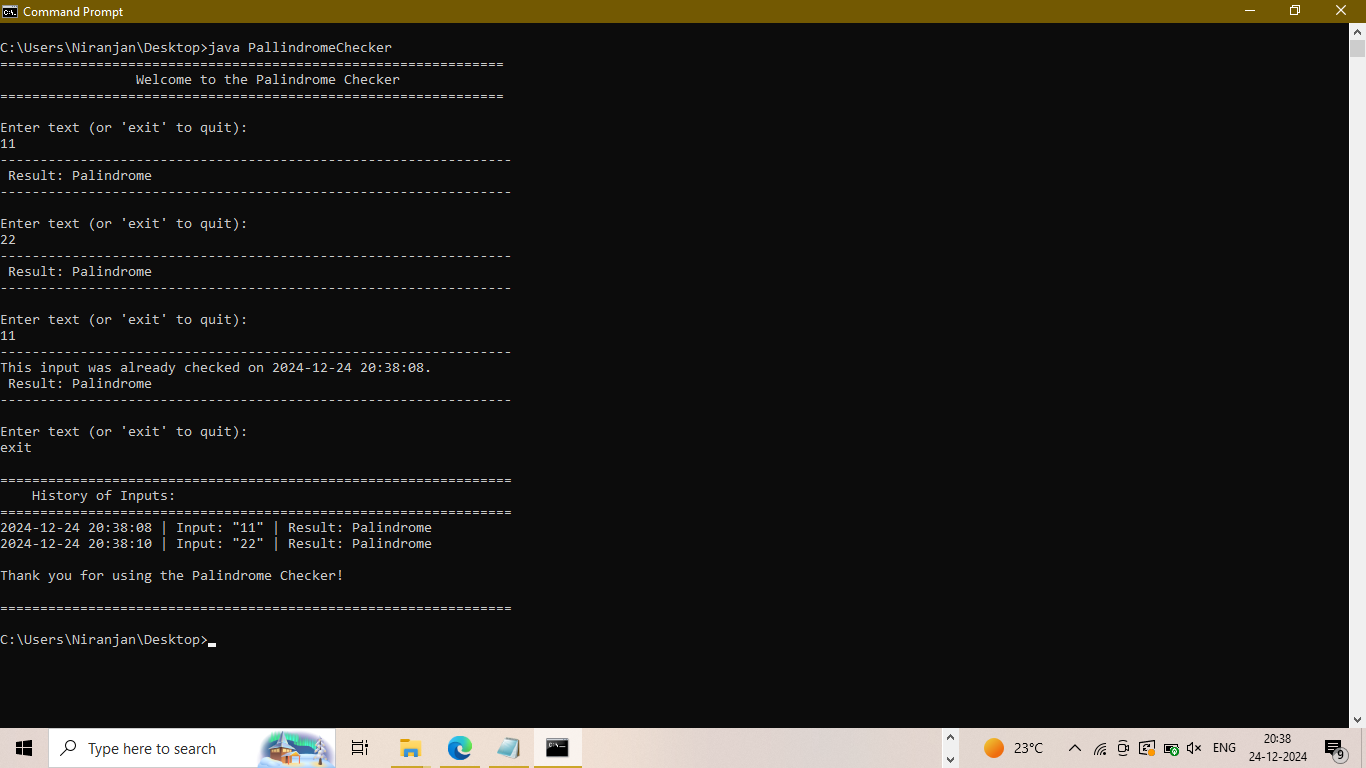 Command Prompt
C:\Users\Niranjan\Desktop>java PallindromeChecker
===============================================================
                 Welcome to the Palindrome Checker
===============================================================
Enter text (or 'exit' to quit):
11
----------------------------------------------------------------
 Result: Palindrome
----------------------------------------------------------------
Enter text (or 'exit' to quit):
22
----------------------------------------------------------------
 Result: Palindrome
----------------------------------------------------------------
Enter text (or 'exit' to quit):
11
----------------------------------------------------------------
This input was already checked on 2024-12-24 20:38:08.
 Result: Palindrome
----------------------------------------------------------------
Enter text (or 'exit' to quit):
exit
================================================================
    History of Inputs:
================================================================
2024-12-24 20:38:08 | Input: "11" | Result: Palindrome
2024-12-24 20:38:10 | Input: "22" | Result: Palindrome
Thank you for using the Palindrome Checker!
================================================================
C:\Users\Niranjan\Desktop>
Type here to search
23°C
ENG
20:38
24-12-2024
9